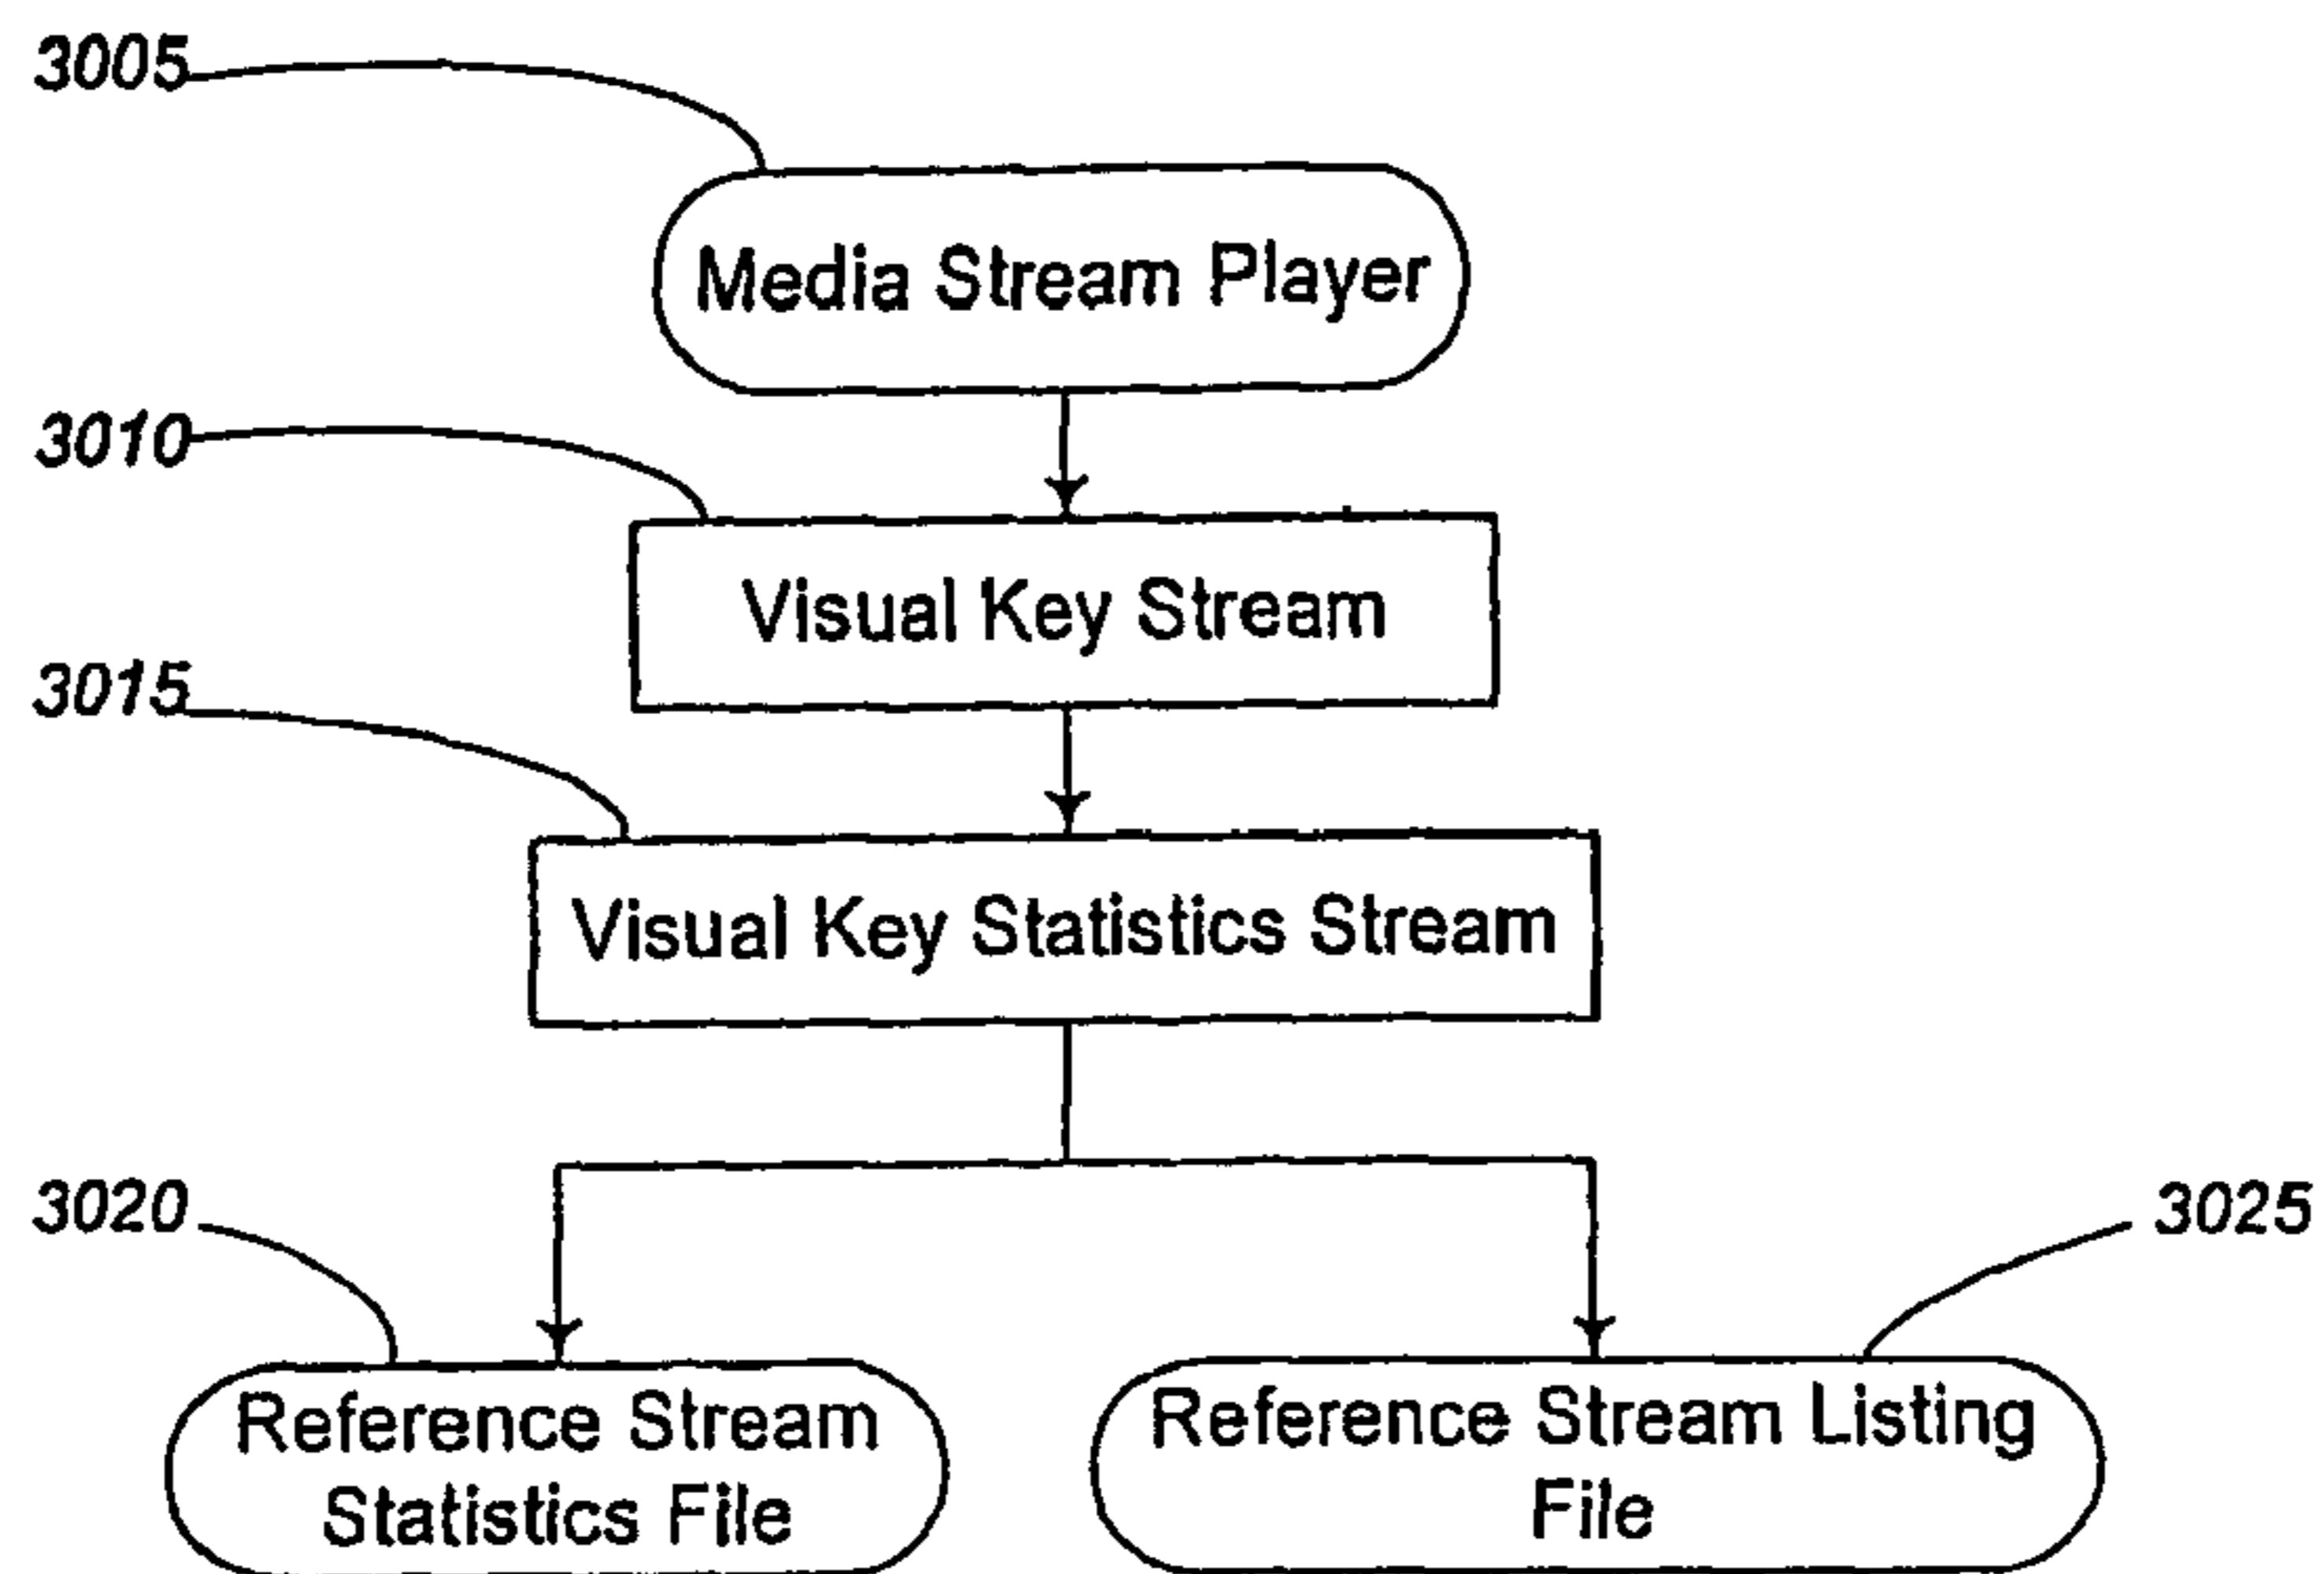 3005
Media Stream Player
3010
Visual Key Stream
3015
Visual Key Statistics Stream
3020
3025
Reference Stream
Statistics File
Reference Stream Listing
File